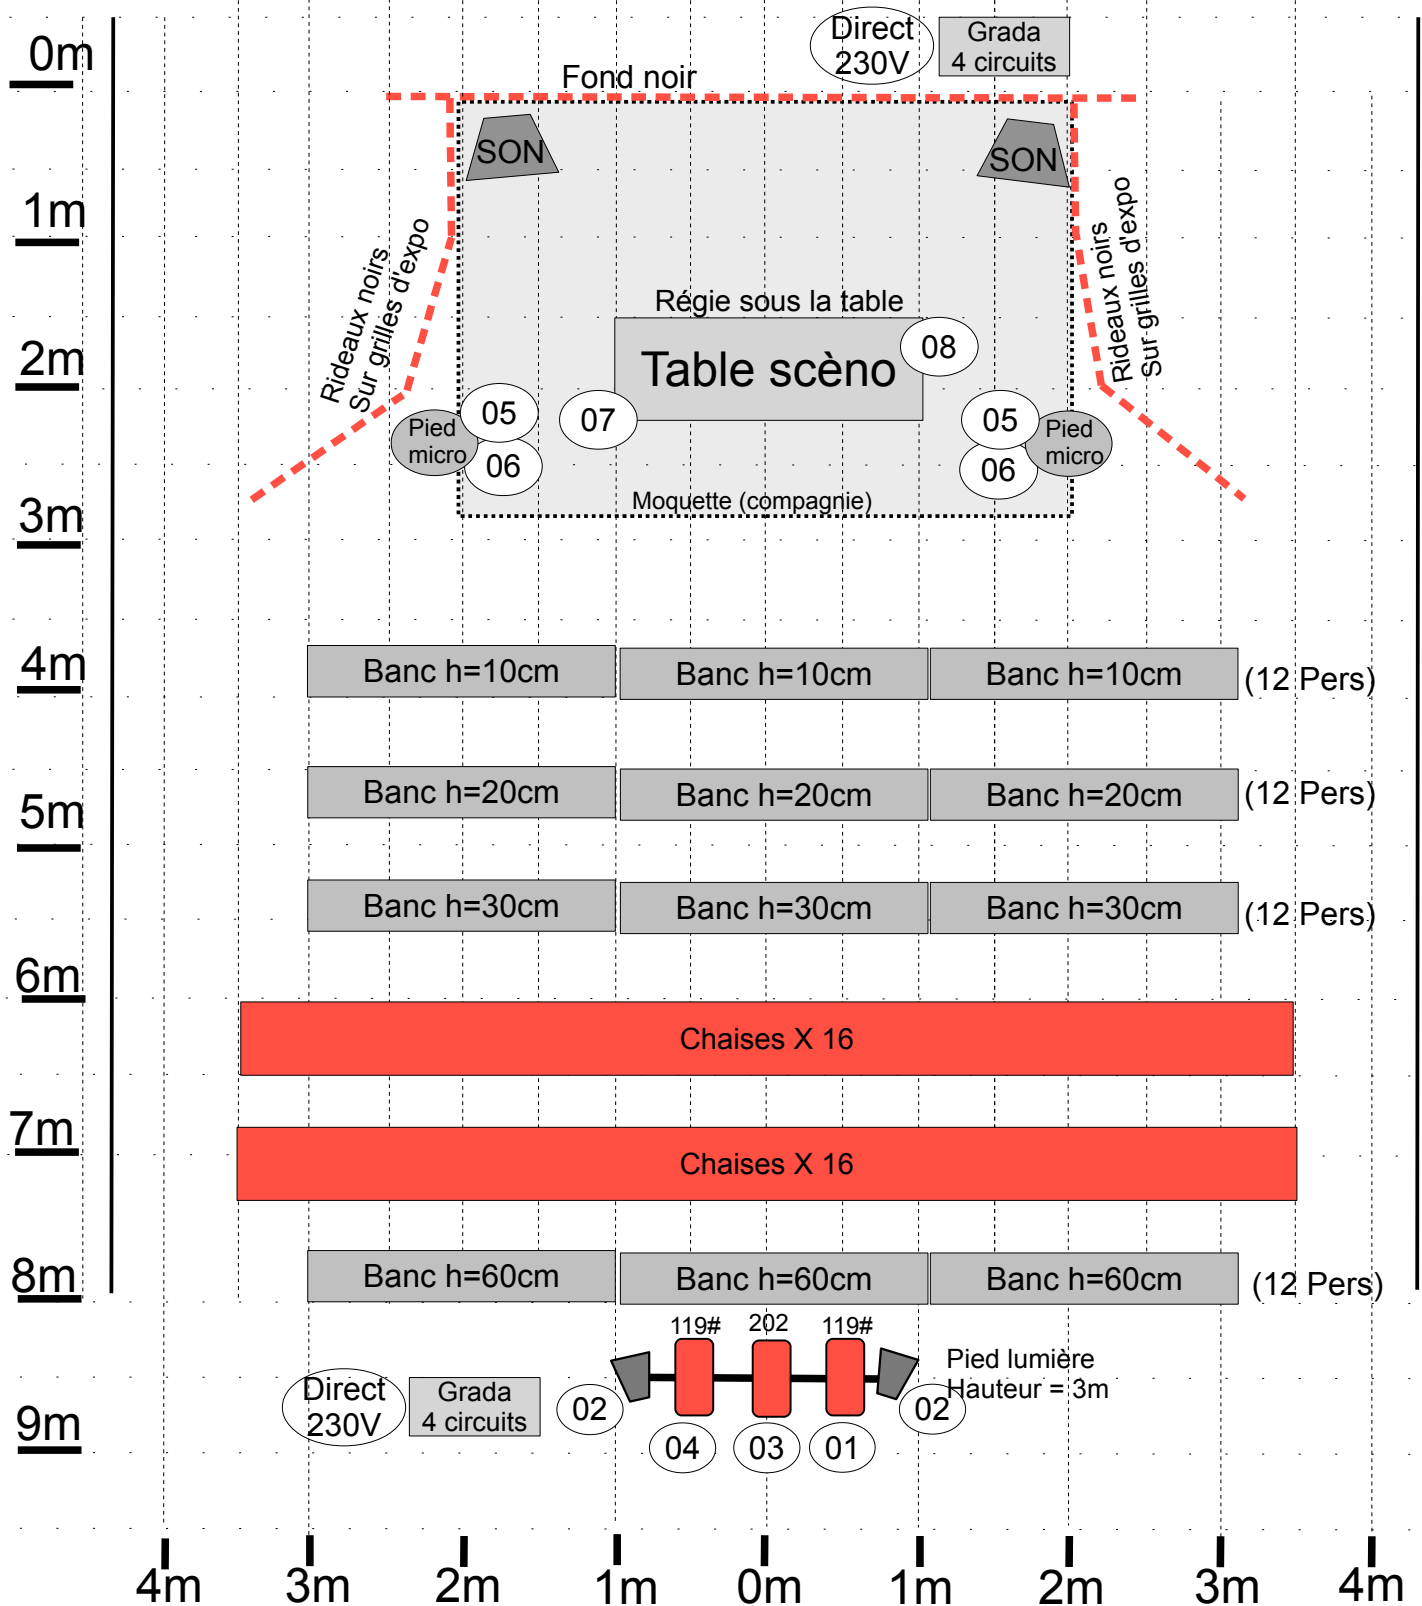 Direct
230V
Grada
4 circuits
0m
Fond noir
SON
SON
1m
Rideaux noirs
Sur grilles d'expo
Rideaux noirs
Sur grilles d'expo
Régie sous la table
2m
Table scèno
08
05
07
05
Pied
micro
Pied
micro
06
06
3m
Moquette (compagnie)
4m
Banc h=10cm
Banc h=10cm
Banc h=10cm
(12 Pers)
5m
Banc h=20cm
Banc h=20cm
Banc h=20cm
(12 Pers)
Banc h=30cm
Banc h=30cm
Banc h=30cm
(12 Pers)
6m
Chaises X 16
7m
Chaises X 16
8m
Banc h=60cm
Banc h=60cm
Banc h=60cm
(12 Pers)
119#
202
119#
Pied lumière
Hauteur = 3m
Direct
230V
Grada
4 circuits
02
02
9m
04
03
01
4m
3m
2m
1m
0m
1m
2m
3m
4m